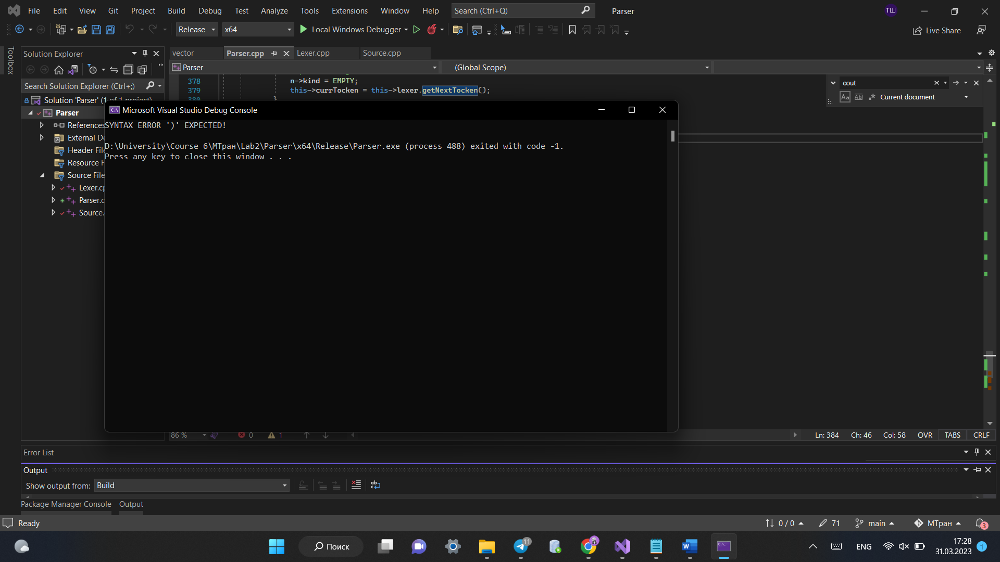 File Edit View Git Project Build Debug Test Analyze Tools Extensions Window Help Search (Ctrl+Q) Parser ТШ
Release x64 Local Windows Debugger Live Share
Toolbox
Solution Explorer
Search Solution Explorer (Ctrl+;)
Solution 'Parser' (1 of 1 project)
Parser
References
External De
Header File
Resource F
Source File
Lexer.cp
Parser.c
Source.
vector Parser.cpp Lexer.cpp Source.cpp
Parser (Global Scope)
378 n->kind = EMPTY;
379 this->currTocken = this->lexer.getNextTocken();
380 }
cout
Aa Ab .* Current document
Microsoft Visual Studio Debug Console
SYNTAX ERROR ')' EXPECTED!
D:\University\Course 6\МТран\Lab2\Parser\x64\Release\Parser.exe (process 488) exited with code -1.
Press any key to close this window . . .
86 % 0 1 Ln: 384 Ch: 46 Col: 58 OVR TABS CRLF
Error List
Output
Show output from: Build
Package Manager Console Output
Ready 0 / 0 71 main МТран 3
Поиск 11 ENG 17:28
31.03.2023 1